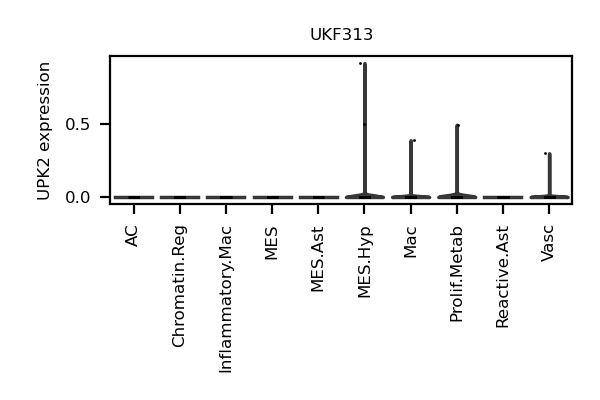 UKF313
UPK2 expression
0.5
0.0
AC
Chromatin.Reg
Inflammatory.Mac
MES
MES.Ast
MES.Hyp
Mac
Prolif.Metab
Reactive.Ast
Vasc